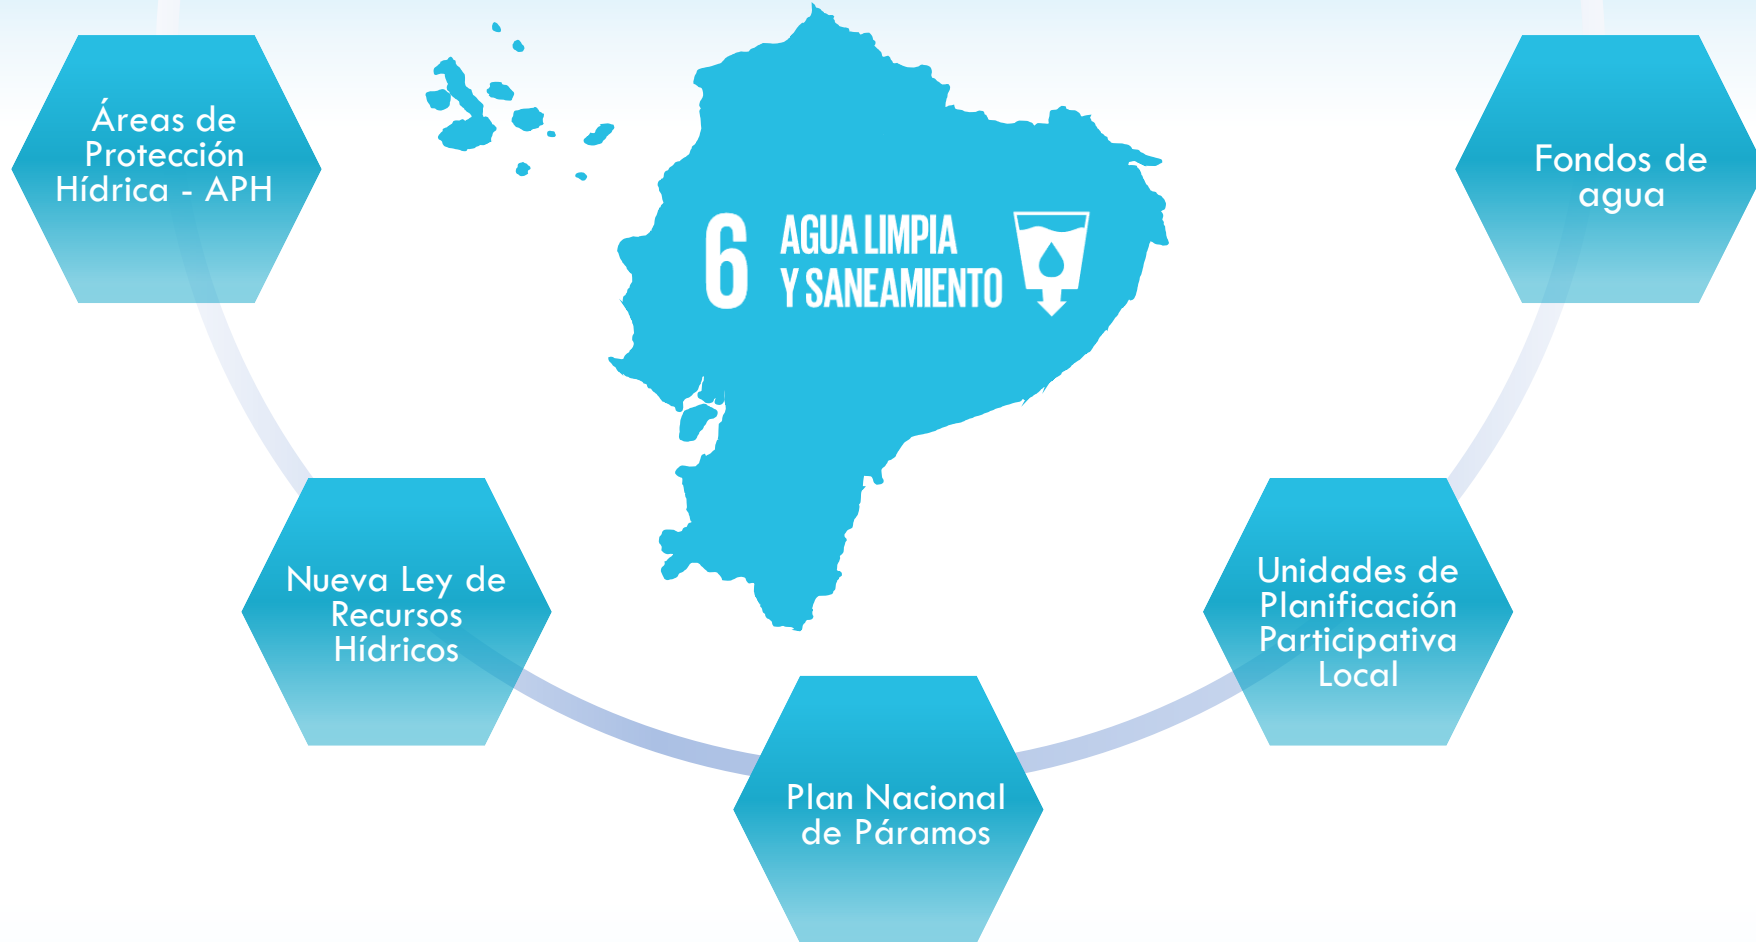 Áreas de
Protección
Hídrica - APH
6
AGUA LIMPIA
Y SANEAMIENTO
Fondos de
agua
Nueva Ley de
Recursos
Hídricos
Unidades de
Planificación
Participativa
Local
Plan Nacional
de Páramos